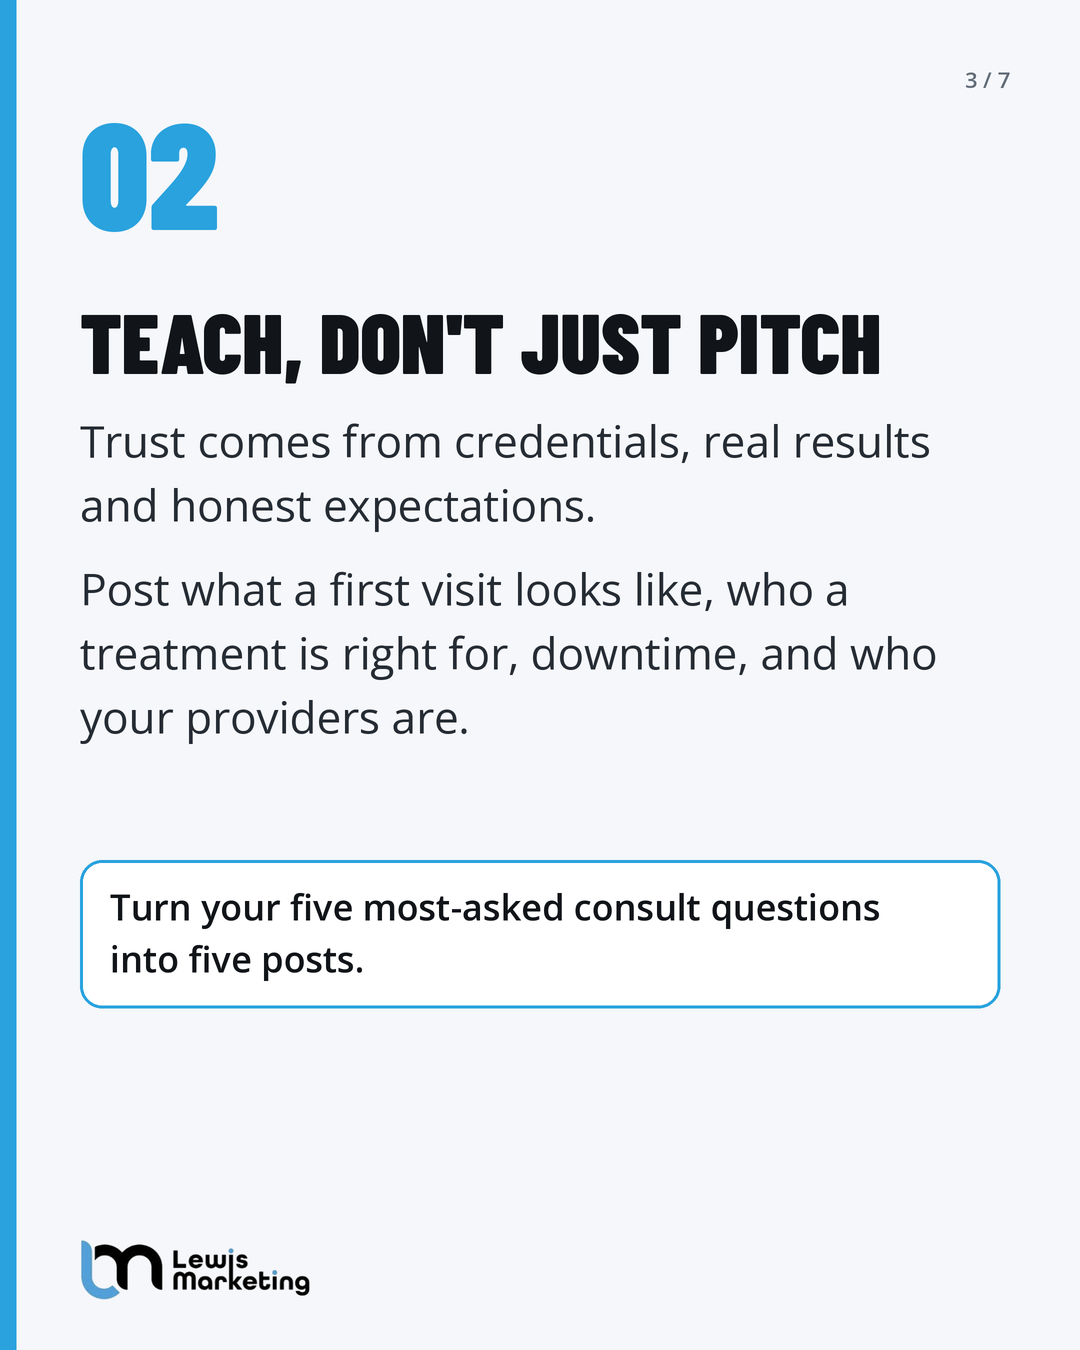 3 / 7
02
TEACH, DON'T JUST PITCH
Trust comes from credentials, real results
and honest expectations.
Post what a first visit looks like, who a
treatment is right for, downtime, and who
your providers are.
Turn your five most-asked consult questions
into five posts.
Lewis
Marketing